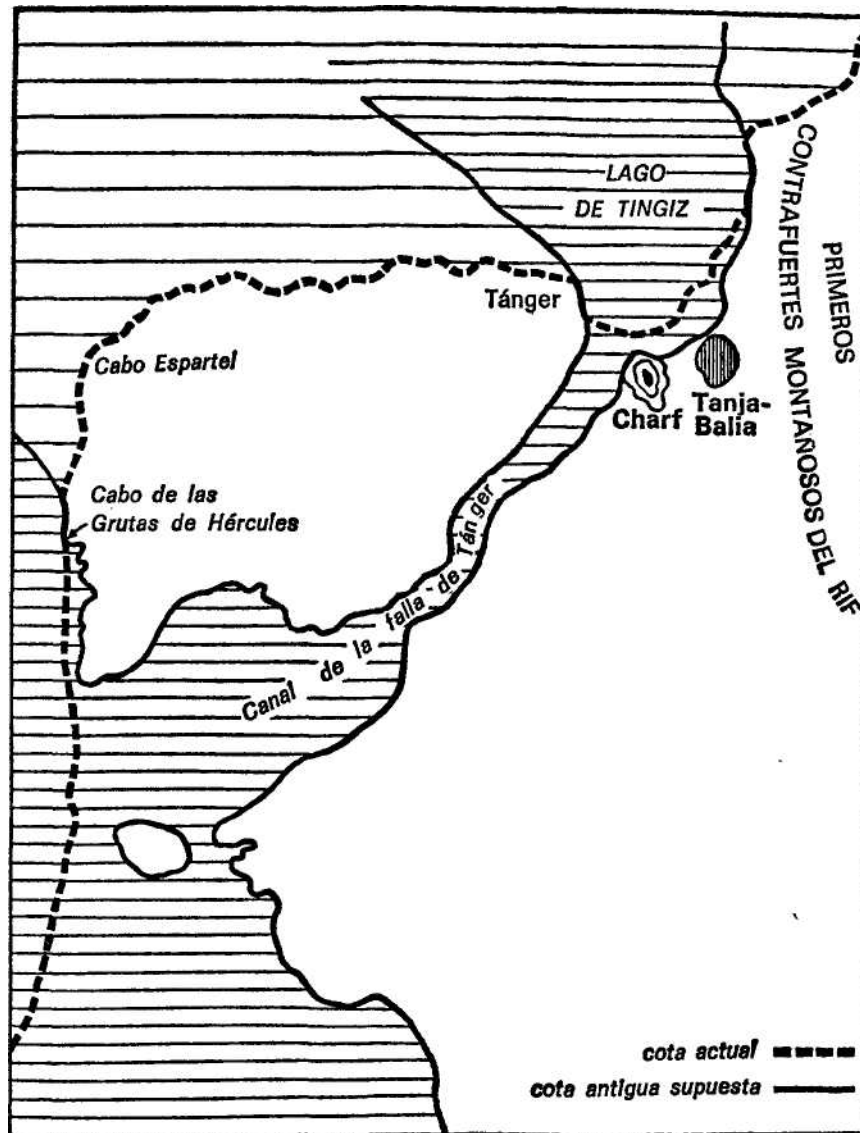 LAGO
DE TINGIZ
CONTRAFUERTES MONTAÑOSOS DEL RIF
PRIMEROS
Tánger
Cabo Espartel
Charf
Tanja-
Balia
Cabo de las
Grutas de Hércules
Canal de la falla de Tánger
cota actual
cota antigua supuesta